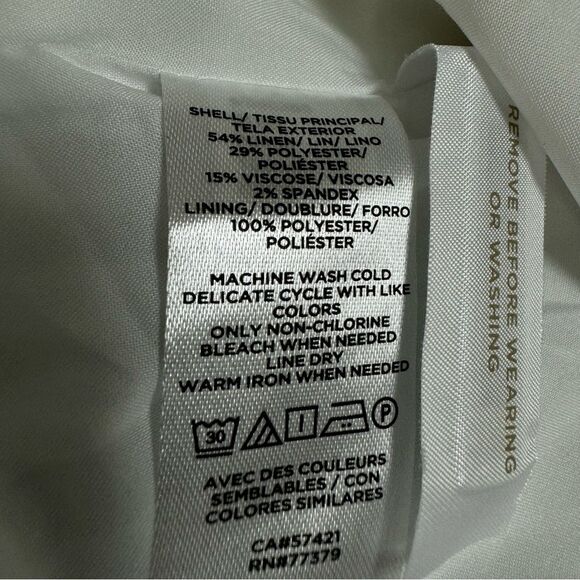 SHELL/ TISSU PRINCIPAL/
TELA EXTERIOR
54% LINEN/ LIN/ LINO
29% POLYESTER/
POLIÉSTER
15% VISCOSE/ VISCOSA
2% SPANDEX
LINING/ DOUBLURE/ FORRO
100% POLYESTER/
POLIÉSTER
MACHINE WASH COLD
DELICATE CYCLE WITH LIKE
COLORS
ONLY NON-CHLORINE
BLEACH WHEN NEEDED
LINE DRY
WARM IRON WHEN NEEDED
30 P
AVEC DES COULEURS
SEMBLABLES / CON
COLORES SIMILARES
CA#57421
RN#77379
REMOVE BEFORE WEARING
OR WASHING